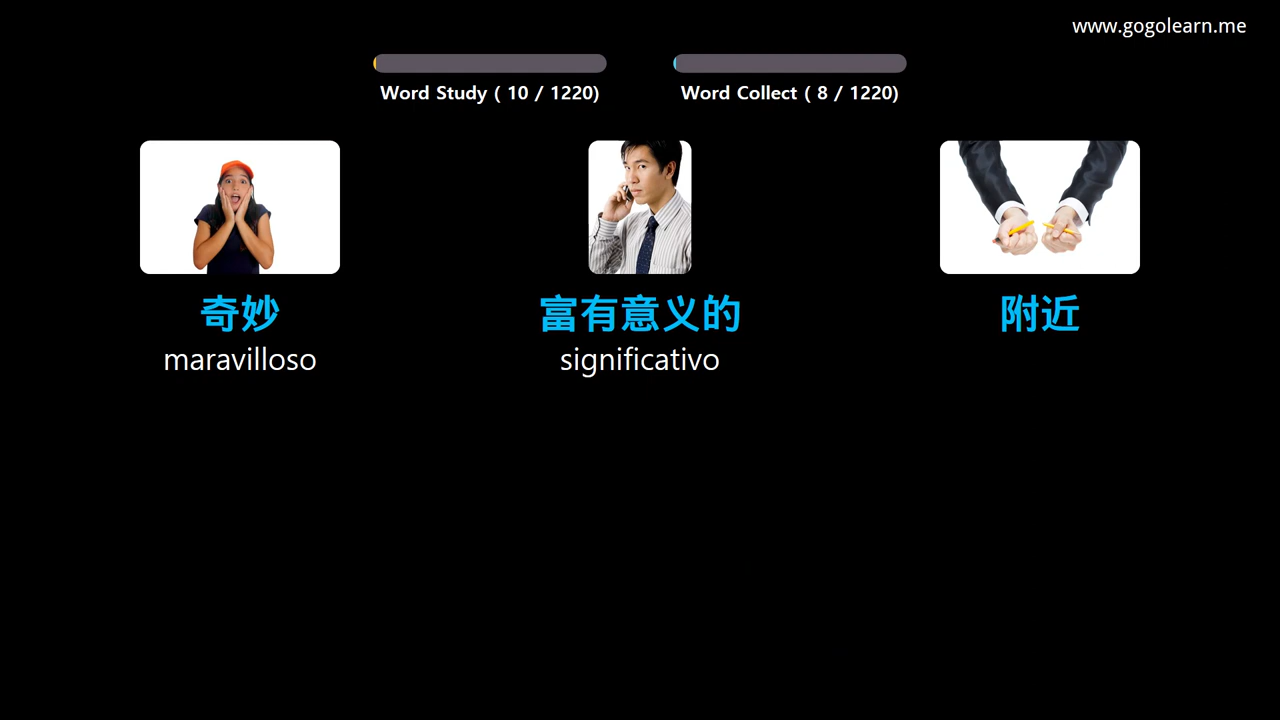 www.gogolearn.me
Word Study ( 10 / 1220)
Word Collect ( 8 / 1220)
奇妙
maravilloso
富有意义的
significativo
附近